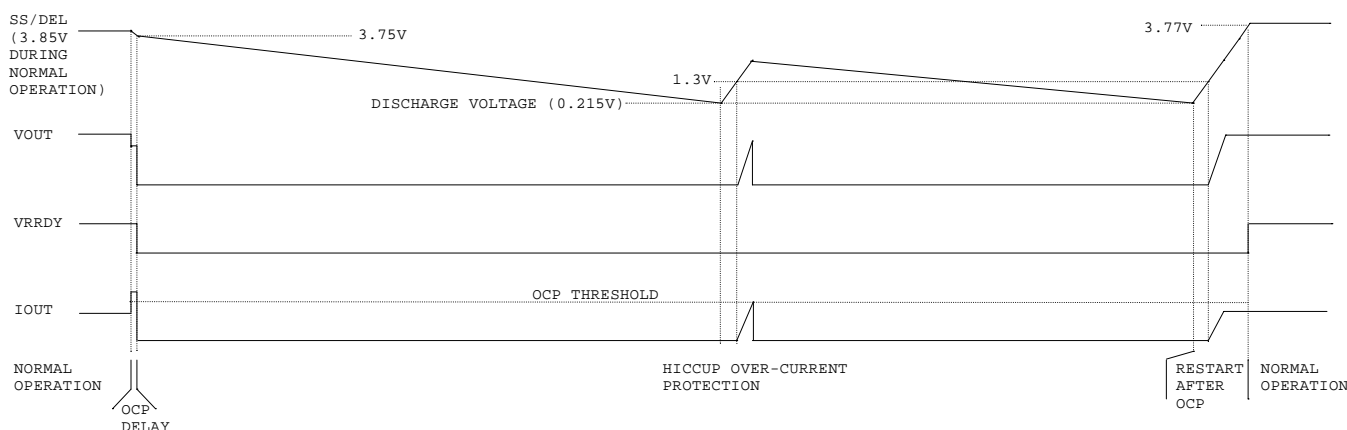 SS/DEL
(3.85V
DURING
NORMAL
OPERATION)
3.75V
3.77V
1.3V
DISCHARGE VOLTAGE (0.215V)
VOUT
VRRDY
OCP THRESHOLD
IOUT
NORMAL
OPERATION
OCP
DELAY
HICCUP OVER-CURRENT
PROTECTION
RESTART
AFTER
OCP
NORMAL
OPERATION